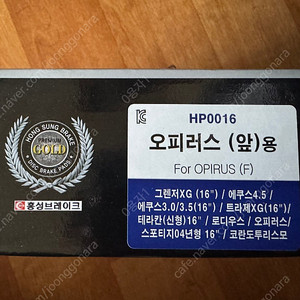 HONG SUNG BRAKE
PREMIUM
GOLD
DISC BRAKE PADS
홍성브레이크
HP0016
오피러스 (앞)용
For OPIRUS (F)
그렌저XG (16") / 에쿠스4.5 /
에쿠스3.0/3.5(16") / 트라제XG(16")/
테라칸(신형)16" / 로디우스 / 오피러스/
스포티지04년형 16" / 코란도투리스모